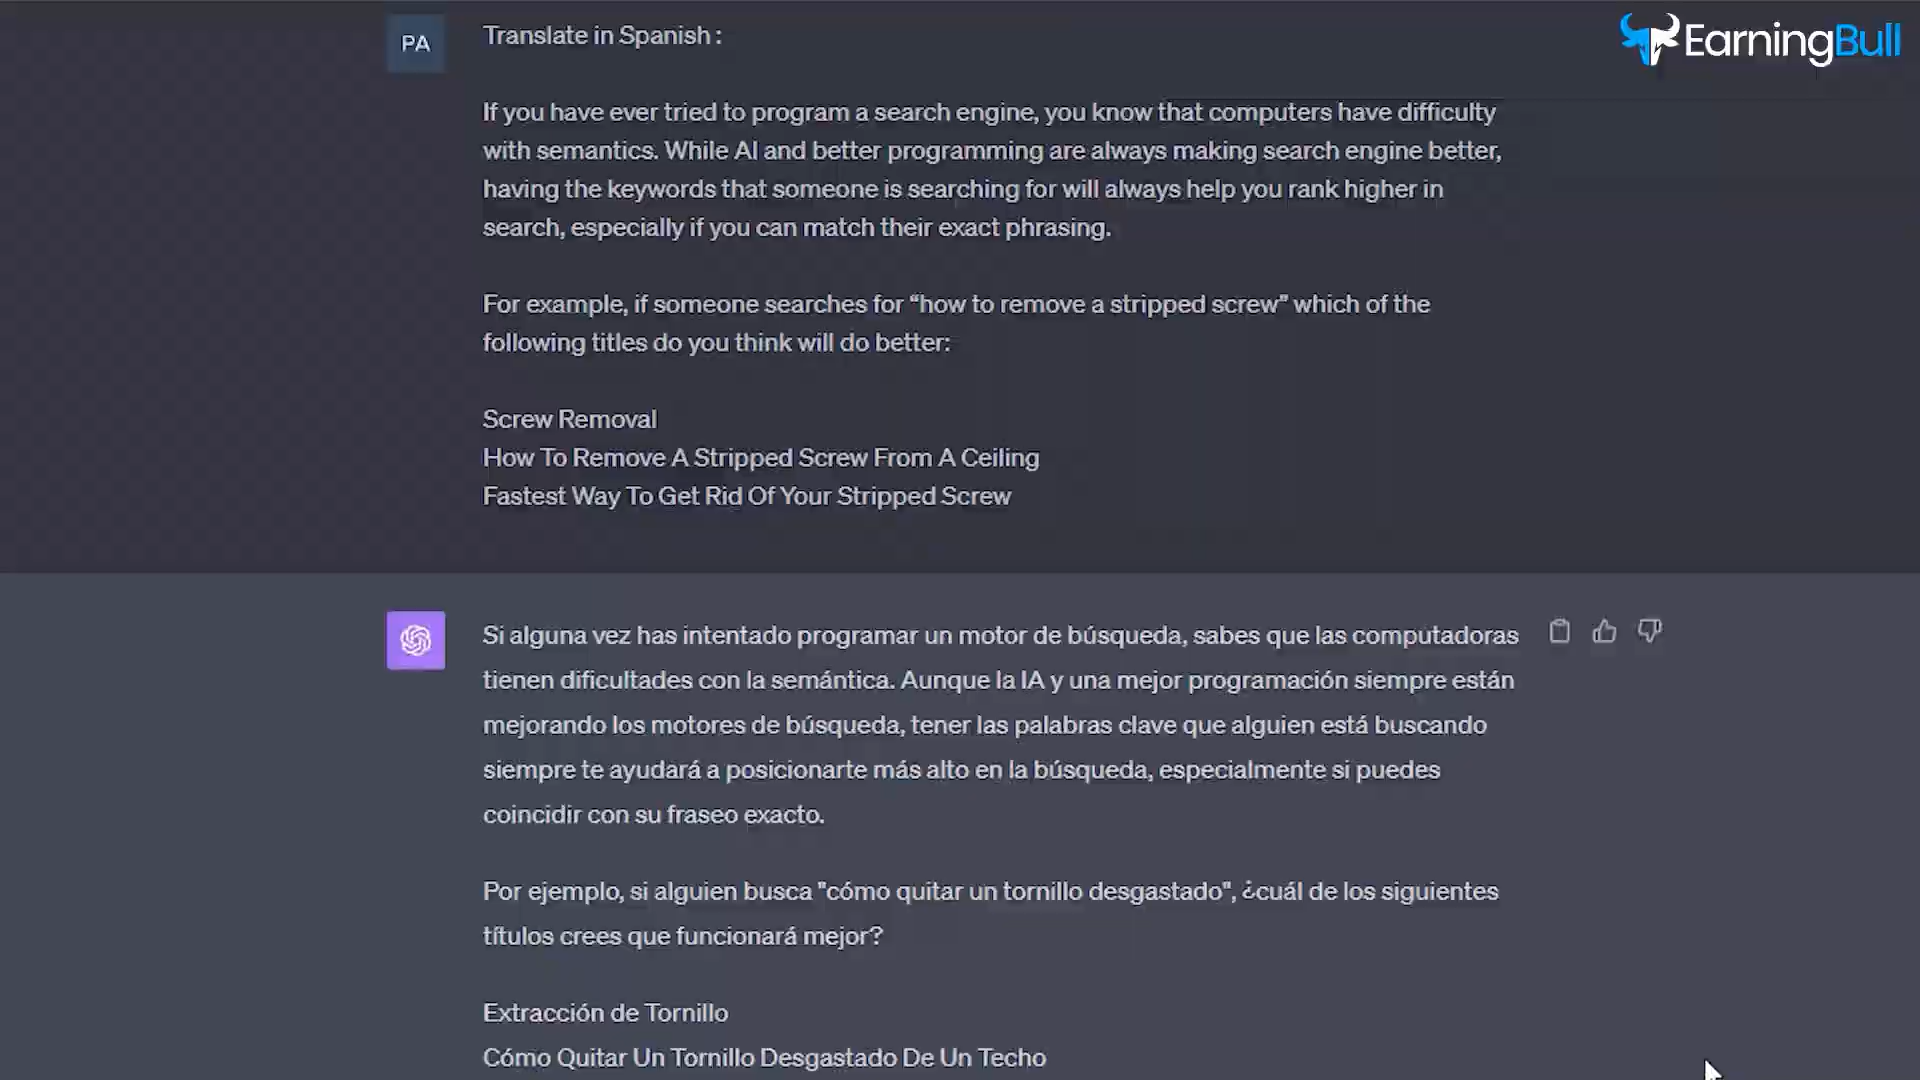 EarningBull
PA
Translate in Spanish :
If you have ever tried to program a search engine, you know that computers have difficulty
with semantics. While AI and better programming are always making search engine better,
having the keywords that someone is searching for will always help you rank higher in
search, especially if you can match their exact phrasing.
For example, if someone searches for “how to remove a stripped screw” which of the
following titles do you think will do better:
Screw Removal
How To Remove A Stripped Screw From A Ceiling
Fastest Way To Get Rid Of Your Stripped Screw
Si alguna vez has intentado programar un motor de búsqueda, sabes que las computadoras
tienen dificultades con la semántica. Aunque la IA y una mejor programación siempre están
mejorando los motores de búsqueda, tener las palabras clave que alguien está buscando
siempre te ayudará a posicionarte más alto en la búsqueda, especialmente si puedes
coincidir con su fraseo exacto.
Por ejemplo, si alguien busca "cómo quitar un tornillo desgastado", ¿cuál de los siguientes
títulos crees que funcionará mejor?
Extracción de Tornillo
Cómo Quitar Un Tornillo Desgastado De Un Techo